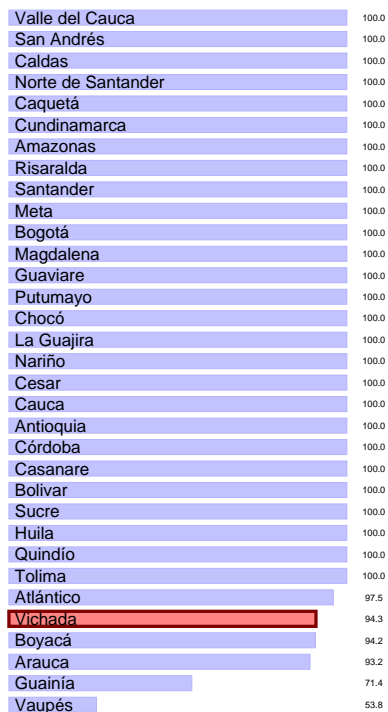 Valle del Cauca 100.0
San Andrés 100.0
Caldas 100.0
Norte de Santander 100.0
Caquetá 100.0
Cundinamarca 100.0
Amazonas 100.0
Risaralda 100.0
Santander 100.0
Meta 100.0
Bogotá 100.0
Magdalena 100.0
Guaviare 100.0
Putumayo 100.0
Chocó 100.0
La Guajira 100.0
Nariño 100.0
Cesar 100.0
Cauca 100.0
Antioquia 100.0
Córdoba 100.0
Casanare 100.0
Bolivar 100.0
Sucre 100.0
Huila 100.0
Quindío 100.0
Tolima 100.0
Atlántico 97.5
Vichada 94.3
Boyacá 94.2
Arauca 93.2
Guainía 71.4
Vaupés 53.8